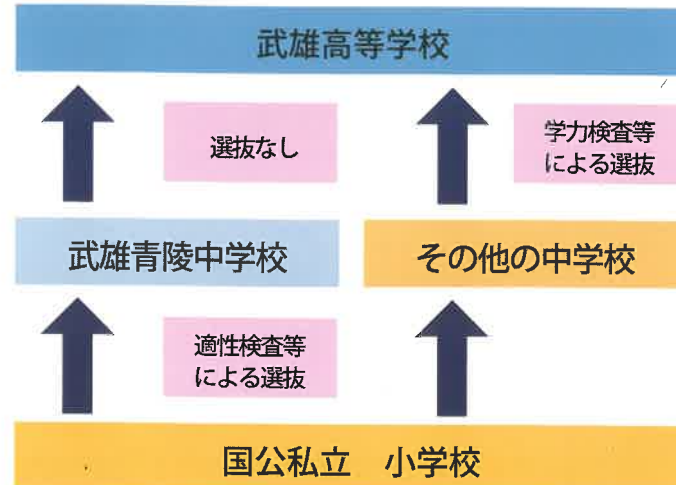 武雄高等学校
選抜なし
学力検査等
による選抜
武雄青陵中学校
その他の中学校
適性検査等
による選抜
国公私立　小学校